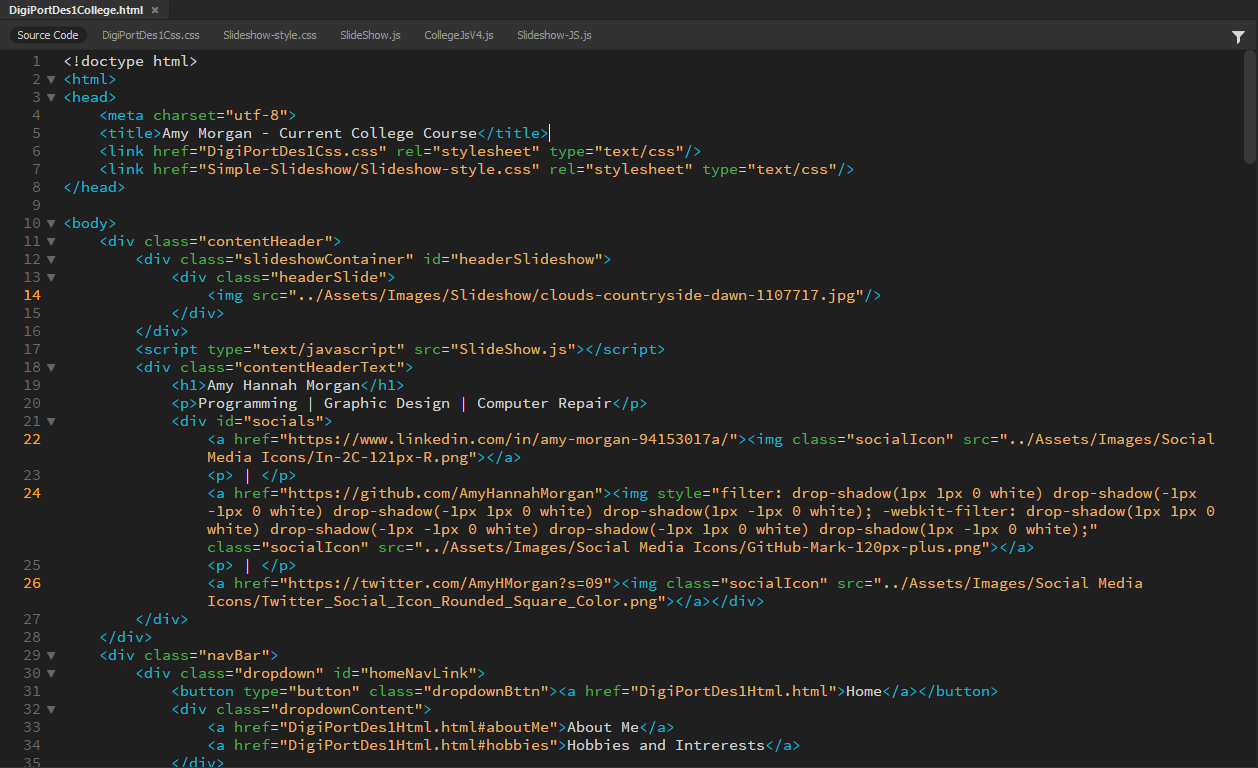 DigiPortDes1College.html ×
Source Code DigiPortDes1Css.css Slideshow-style.css SlideShow.js CollegeJsV4.js Slideshow-JS.js
1 <!doctype html>
2 <html>
3 <head>
4 <meta charset="utf-8">
5 <title>Amy Morgan - Current College Course</title>
6 <link href="DigiPortDes1Css.css" rel="stylesheet" type="text/css"/>
7 <link href="Simple-Slideshow/Slideshow-style.css" rel="stylesheet" type="text/css"/>
8 </head>
9
10 <body>
11 <div class="contentHeader">
12 <div class="slideshowContainer" id="headerSlideshow">
13 <div class="headerSlide">
14 <img src="../Assets/Images/Slideshow/clouds-countryside-dawn-1107717.jpg"/>
15 </div>
16 </div>
17 <script type="text/javascript" src="SlideShow.js"></script>
18 <div class="contentHeaderText">
19 <h1>Amy Hannah Morgan</h1>
20 <p>Programming | Graphic Design | Computer Repair</p>
21 <div id="socials">
22 <a href="https://www.linkedin.com/in/amy-morgan-94153017a/"><img class="socialIcon" src="../Assets/Images/Social
Media Icons/In-2C-121px-R.png"></a>
23 <p> | </p>
24 <a href="https://github.com/AmyHannahMorgan"><img style="filter: drop-shadow(1px 1px 0 white) drop-shadow(-1px
-1px 0 white) drop-shadow(-1px 1px 0 white) drop-shadow(1px -1px 0 white); -webkit-filter: drop-shadow(1px 1px 0
white) drop-shadow(-1px -1px 0 white) drop-shadow(-1px 1px 0 white) drop-shadow(1px -1px 0 white);"
class="socialIcon" src="../Assets/Images/Social Media Icons/GitHub-Mark-120px-plus.png"></a>
25 <p> | </p>
26 <a href="https://twitter.com/AmyHMorgan?s=09"><img class="socialIcon" src="../Assets/Images/Social Media
Icons/Twitter_Social_Icon_Rounded_Square_Color.png"></a></div>
27 </div>
28 </div>
29 <div class="navBar">
30 <div class="dropdown" id="homeNavLink">
31 <button type="button" class="dropdownBttn"><a href="DigiPortDes1Html.html">Home</a></button>
32 <div class="dropdownContent">
33 <a href="DigiPortDes1Html.html#aboutMe">About Me</a>
34 <a href="DigiPortDes1Html.html#hobbies">Hobbies and Intrerests</a>
35 </div>